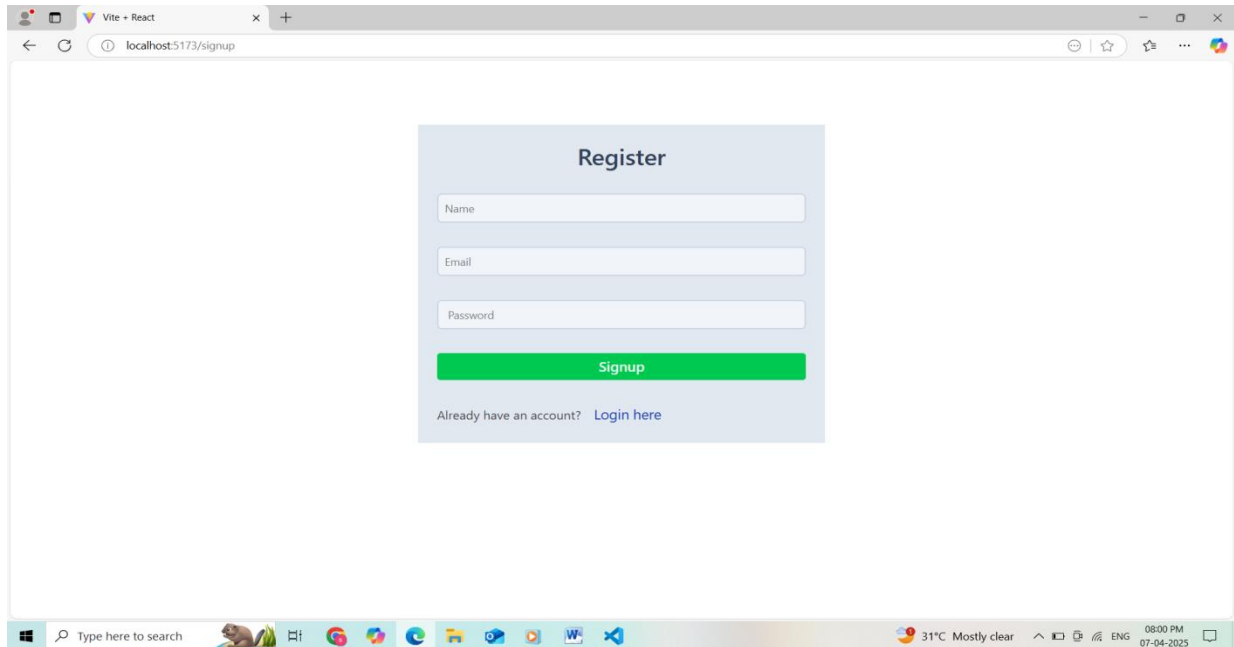 Vite + React
localhost:5173/signup
Register
Name
Email
Password
Signup
Already have an account? Login here
Type here to search
31°C Mostly clear
ENG
08:00 PM
07-04-2025